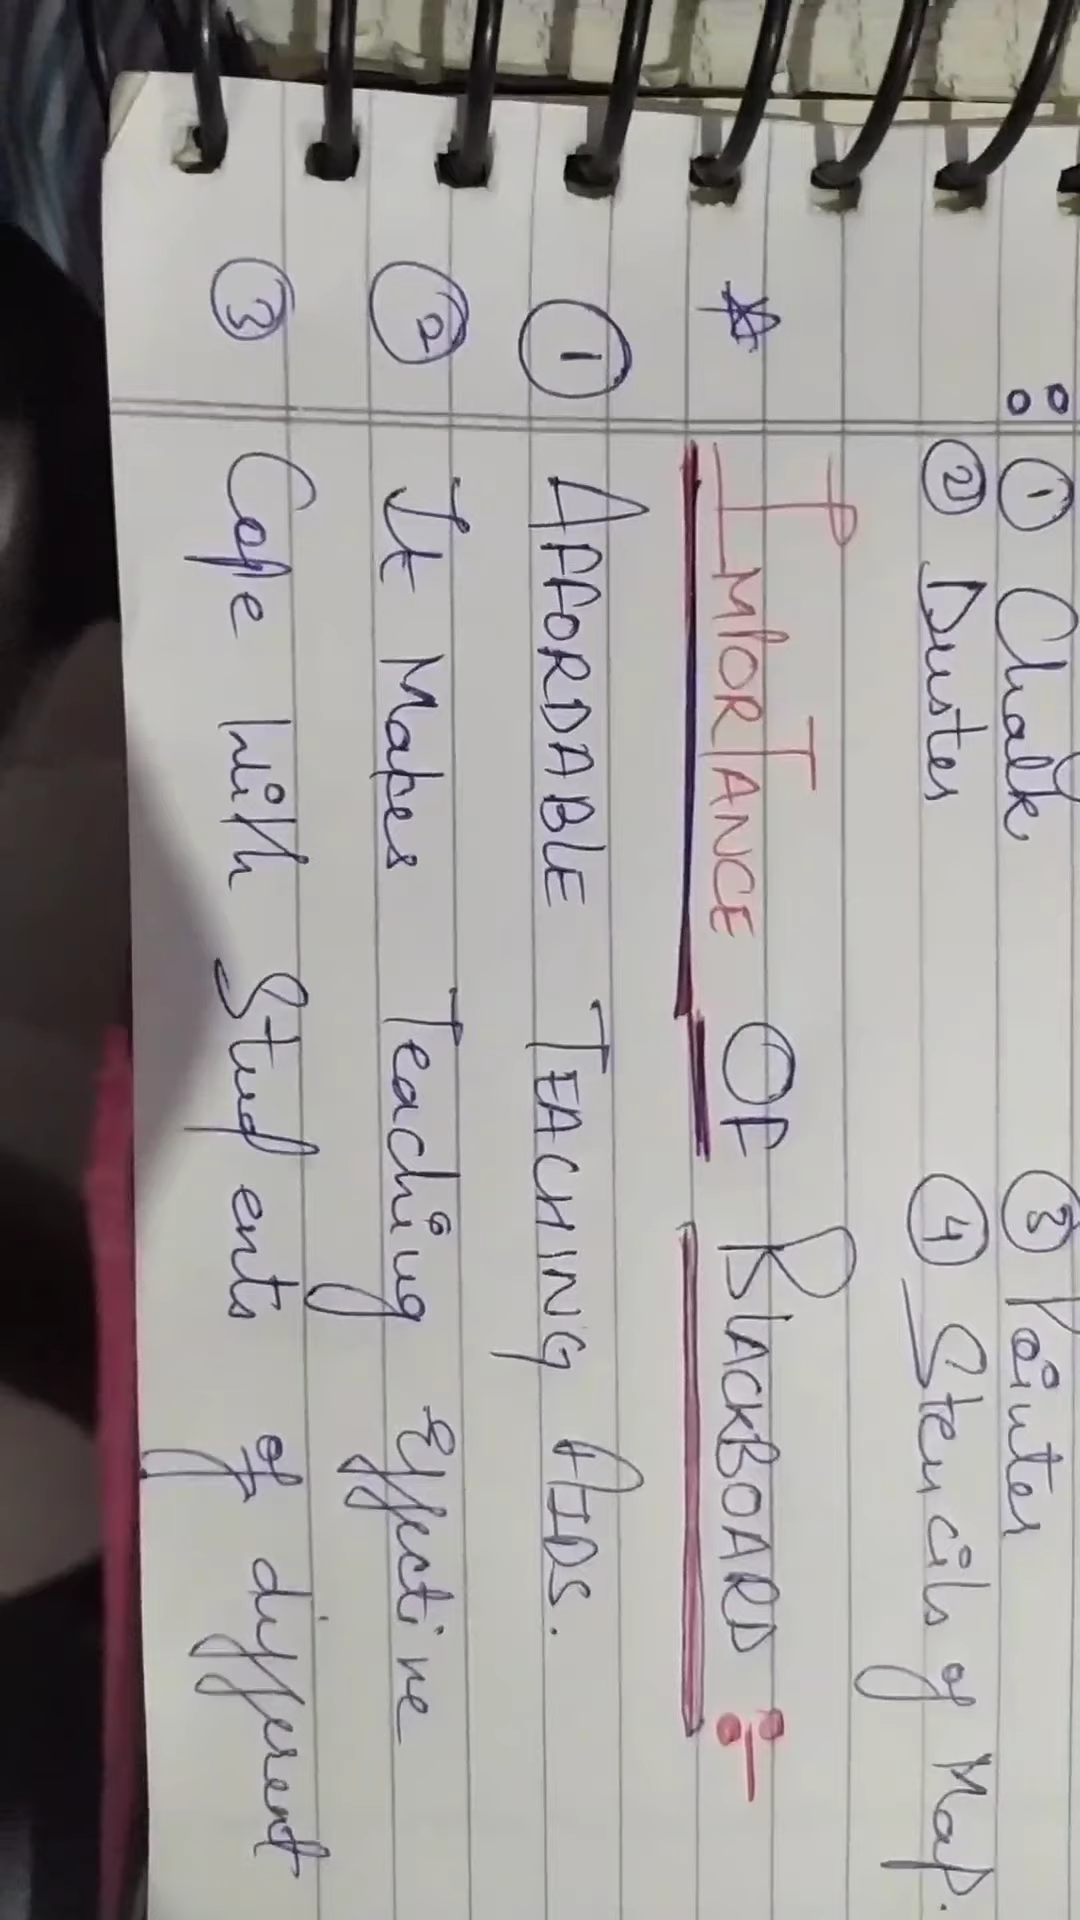 : ① Chalk ③ Pointer
② Duster ④ Stencils of Map.
* IMPORTANCE OF BLACKBOARD :-
① AFFORDABLE TEACHING AIDS.
② It Makes Teaching Effective
③ Cope with Students of different